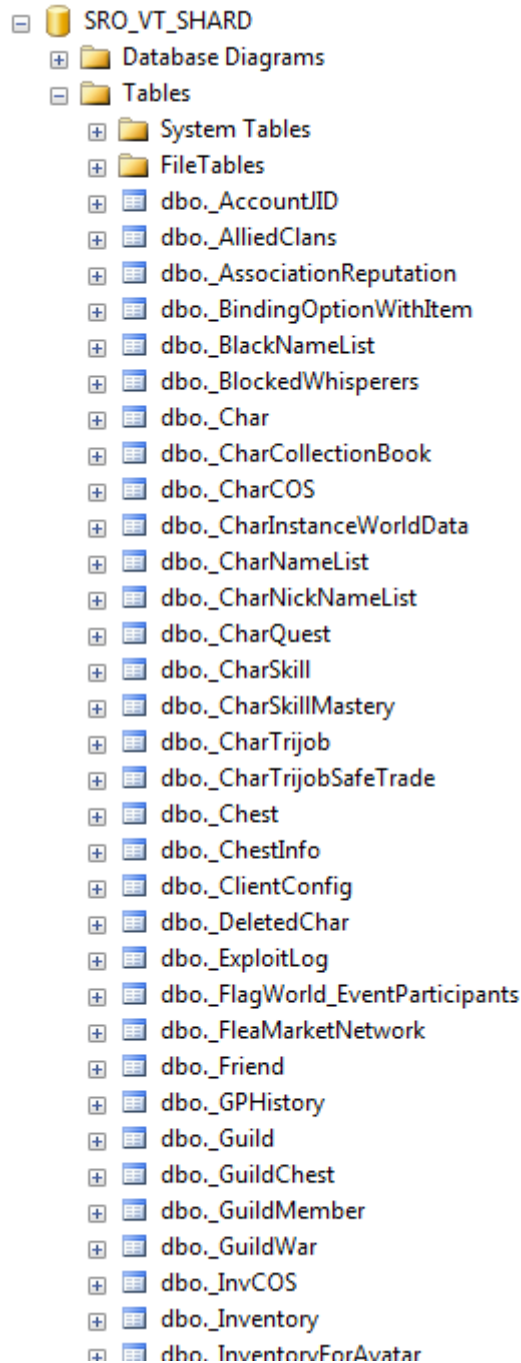 SRO_VT_SHARD
Database Diagrams
Tables
System Tables
FileTables
dbo._AccountJID
dbo._AlliedClans
dbo._AssociationReputation
dbo._BindingOptionWithItem
dbo._BlackNameList
dbo._BlockedWhisperers
dbo._Char
dbo._CharCollectionBook
dbo._CharCOS
dbo._CharInstanceWorldData
dbo._CharNameList
dbo._CharNickNameList
dbo._CharQuest
dbo._CharSkill
dbo._CharSkillMastery
dbo._CharTrijob
dbo._CharTrijobSafeTrade
dbo._Chest
dbo._ChestInfo
dbo._ClientConfig
dbo._DeletedChar
dbo._ExploitLog
dbo._FlagWorld_EventParticipants
dbo._FleaMarketNetwork
dbo._Friend
dbo._GPHistory
dbo._Guild
dbo._GuildChest
dbo._GuildMember
dbo._GuildWar
dbo._InvCOS
dbo._Inventory
dbo._InventoryForAvatar